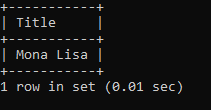 +-----------+
| Title     |
+-----------+
| Mona Lisa |
+-----------+
1 row in set (0.01 sec)